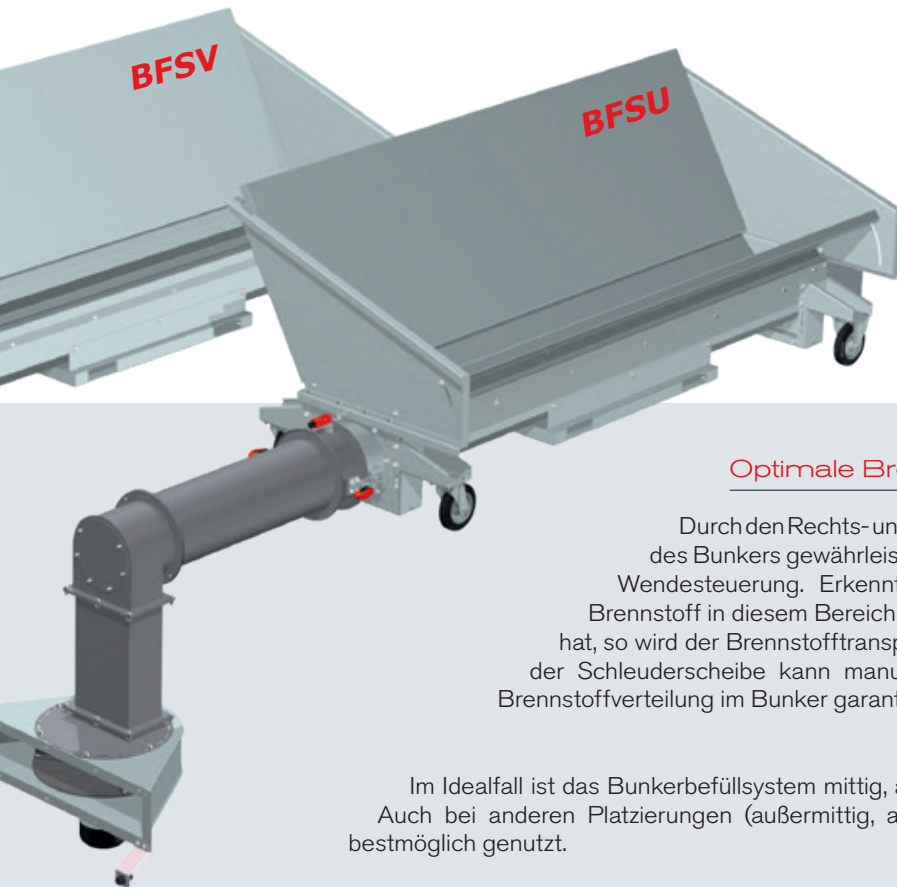 BFSV
BFSU
Optimale
Durch den Rechts- un
des Bunkers gewährleis
Wendesteuerung. Erkennt
Brennstoff in diesem Bereich
hat, so wird der Brennstofftransp
der Schleuderscheibe kann manu
Brennstoffverteilung im Bunker garant
Im Idealfall ist das Bunkerbefüllsystem mittig, a
Auch bei anderen Platzierungen (außermittig, a
bestmöglich genutzt.